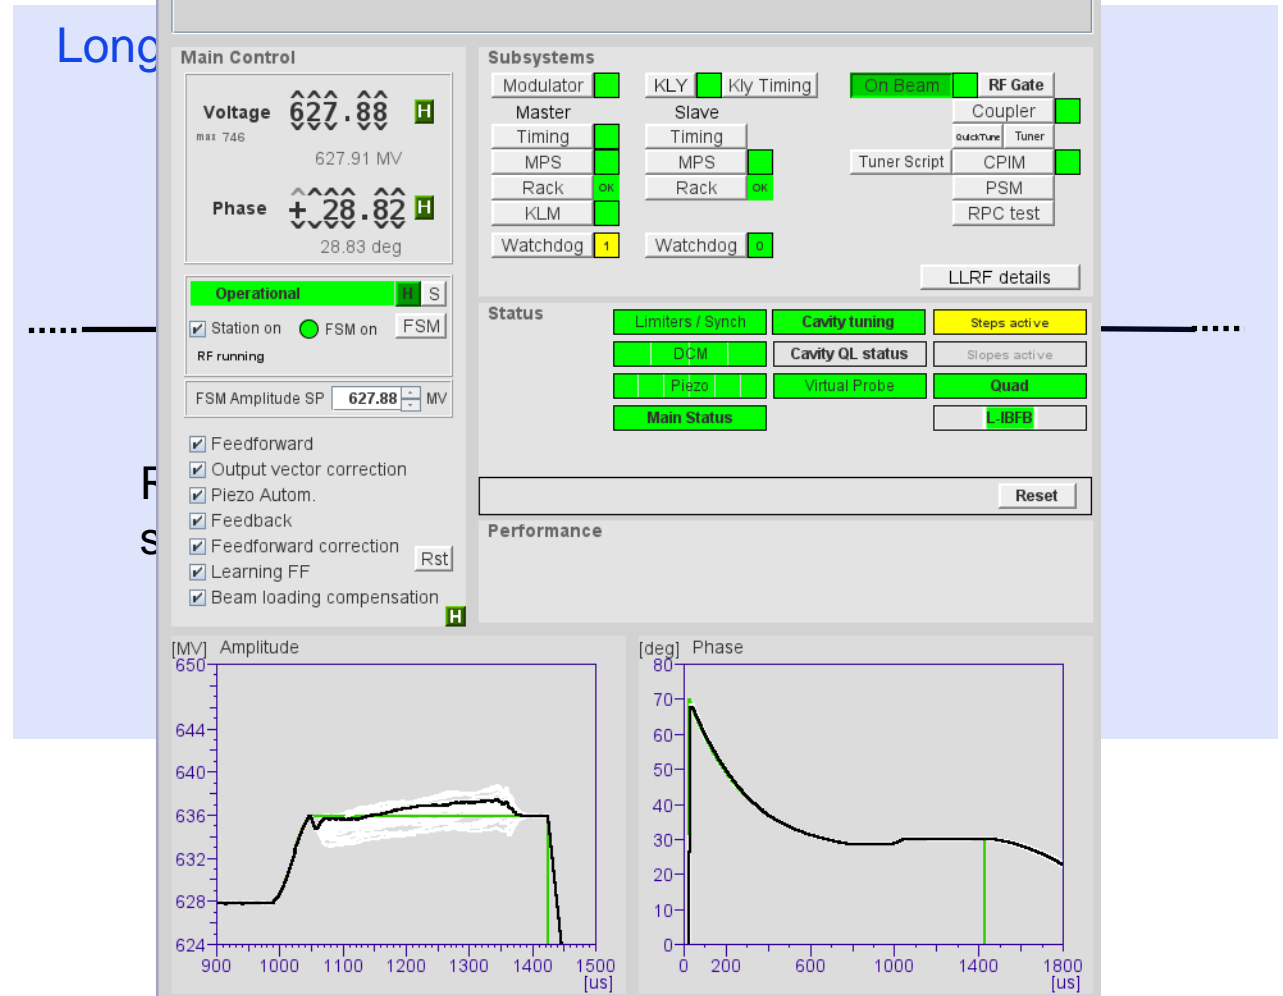 Long
Main Control
Voltage 627.88 H
max 746
627.91 MV
Phase +28.82 H
28.83 deg
Operational H S
Station on FSM on FSM
RF running
FSM Amplitude SP 627.88 MV
Feedforward
Output vector correction
Piezo Autom.
Feedback
Feedforward correction
Rst
Learning FF
Beam loading compensation
H
Subsystems
Modulator KLY Kly Timing On Beam RF Gate
Master Slave Coupler
Timing Timing QuickTune Tuner
MPS MPS Tuner Script CPIM
Rack OK Rack OK PSM
KLM RPC test
Watchdog 1 Watchdog 0
LLRF details
Status
Limiters / Synch Cavity tuning Steps active
DCM Cavity QL status Slopes active
Piezo Virtual Probe Quad
Main Status L-IBFB
Reset
Performance
[MV] Amplitude
650
644
640
636
632
628
624
900 1000 1100 1200 1300 1400 1500
[us]
[deg] Phase
80
70
60
50
40
30
20
10
0
0 200 600 1000 1400 1800
[us]